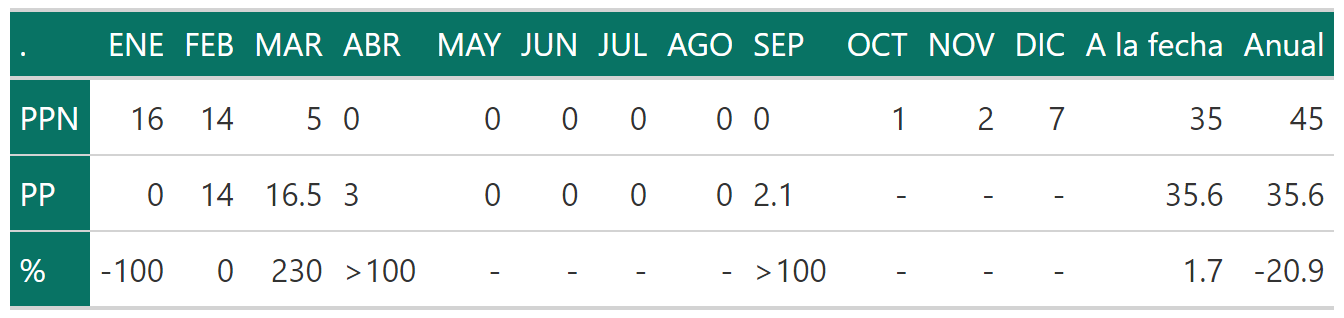 . ENE FEB MAR ABR MAY JUN JUL AGO SEP OCT NOV DIC A la fecha Anual
PPN 16 14 5 0 0 0 0 0 0 1 2 7 35 45
PP 0 14 16.5 3 0 0 0 0 2.1 - - - 35.6 35.6
% -100 0 230 >100 - - - - >100 - - - 1.7 -20.9